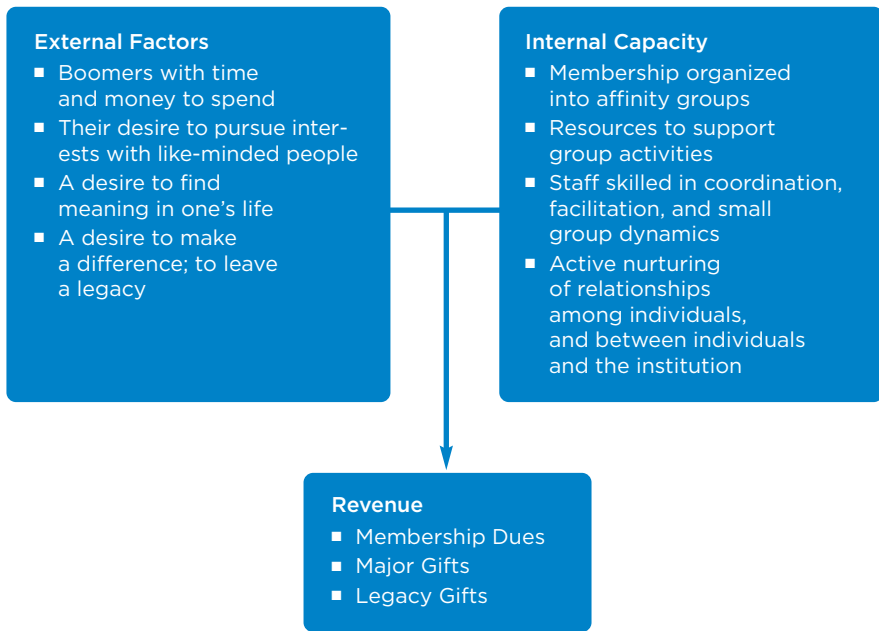 External Factors
■ Boomers with time
and money to spend
■ Their desire to pursue inter-
ests with like-minded people
■ A desire to find
meaning in one’s life
■ A desire to make
a difference; to leave
a legacy
Internal Capacity
■ Membership organized
into affinity groups
■ Resources to support
group activities
■ Staff skilled in coordination,
facilitation, and small
group dynamics
■ Active nurturing
of relationships
among individuals,
and between individuals
and the institution
Revenue
■ Membership Dues
■ Major Gifts
■ Legacy Gifts